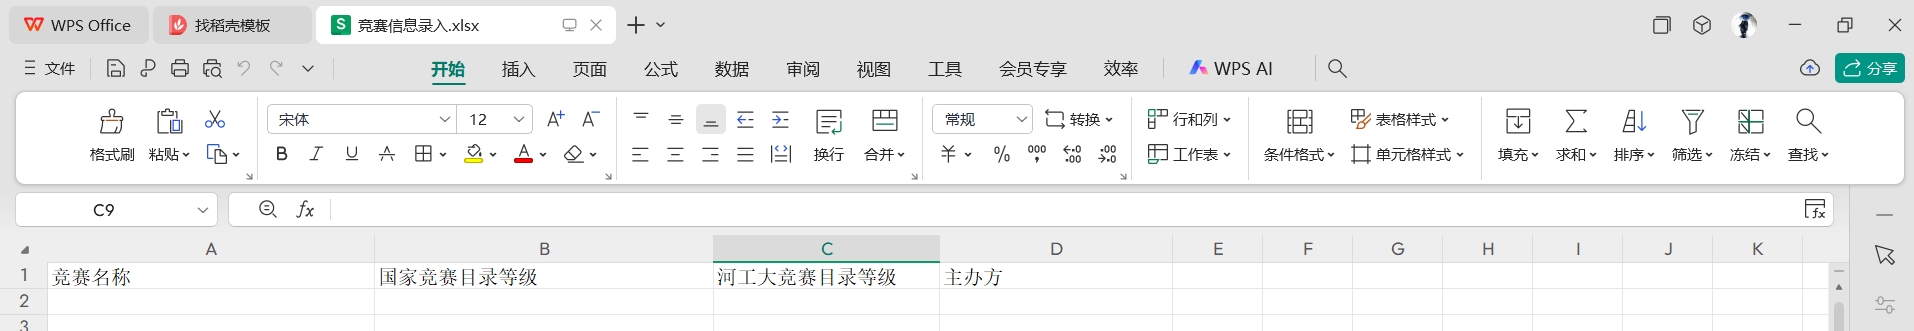 WPS Office 找稻壳模板 S 竞赛信息录入.xlsx
文件 开始 插入 页面 公式 数据 审阅 视图 工具 会员专享 效率 WPS AI 分享
宋体 12 A+ A- 常规 转换 行和列 表格样式
格式刷 粘贴 B I U A A 换行 合并 ¥ % 000 .00 .00 工作表 条件格式 单元格样式 填充 求和 排序 筛选 冻结 查找
C9 fx fx
A B C D E F G H I J K
1 竞赛名称 国家竞赛目录等级 河工大竞赛目录等级 主办方
2
3